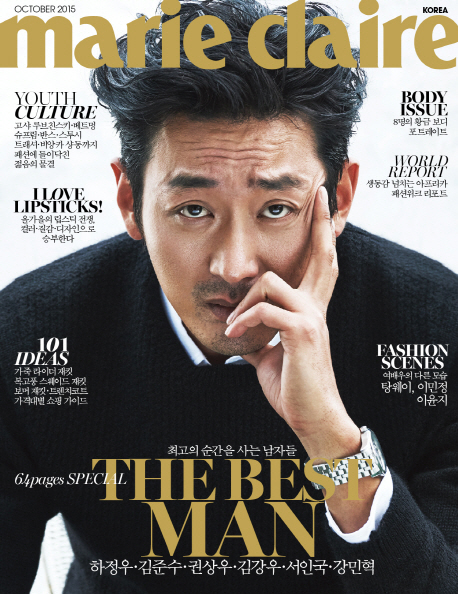 OCTOBER 2015
KOREA
marie claire
YOUTH
CULTURE
고샤 루브친스키·베트멍
슈프림·반스·스투시
트래셔·비앙카 샹동까지
패션에 들이닥친
젊음의 물결
I LOVE
LIPSTICKS!
올가을의 립스틱 전쟁,
컬러·질감·디자인으로
승부한다
BODY
ISSUE
8명의 황금 보디
포트레이트
WORLD
REPORT
생동감 넘치는 아프리카
패션위크 리포트
101
IDEAS
가죽 라이더 재킷
목고풍 스웨이드 재킷
보머 재킷·트렌치코트
가격대별 쇼핑 가이드
FASHION
SCENES
여배우의 다른 모습
탕웨이, 이민정
이윤지
최고의 순간을 사는 남자들
64pages SPECIAL
THE BEST
MAN
하정우·김준수·권상우·김강우·서인국·강민혁